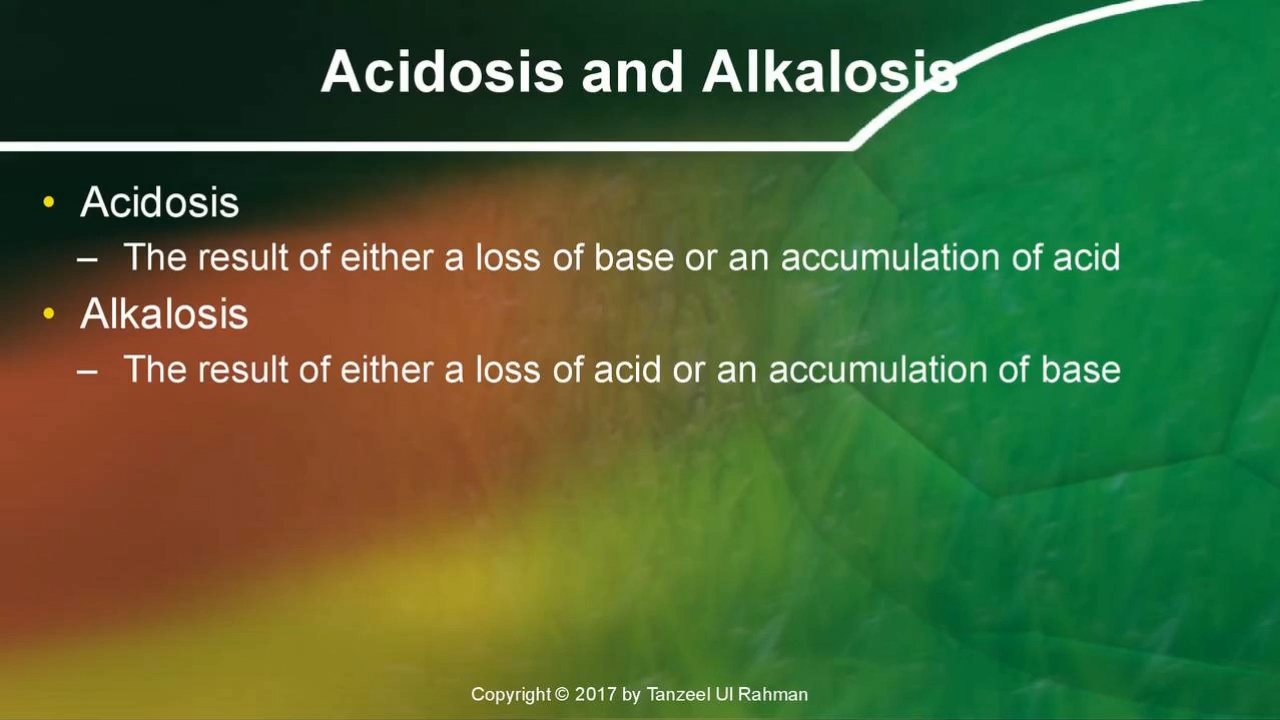 Acidosis and Alkalosis
• Acidosis
– The result of either a loss of base or an accumulation of acid
• Alkalosis
– The result of either a loss of acid or an accumulation of base
Copyright © 2017 by Tanzeel Ul Rahman